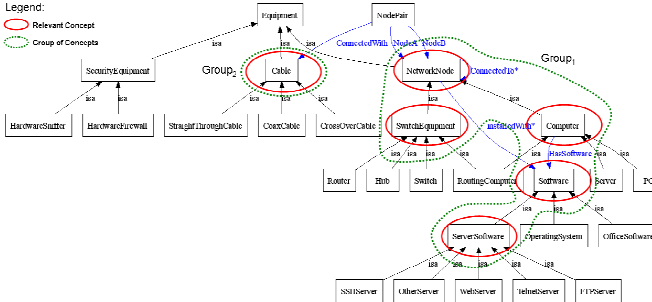 Legend:
Relevant Concept
Group of Concepts
Equipment
NodePair
isa
isa
isa
ConnectedWith
NodeA
NodeB
Group1
SecurityEquipment
Group2
Cable
NetworkNode
ConnectedTo*
isa
isa
isa
isa
isa
isa
isa
HardwareSniffer
HardwareFirewall
StraightThroughCable
CoaxCable
CrossOverCable
SwitchEquipment
InstalledWith*
Computer
isa
isa
isa
isa
isa
HasSoftware
isa
isa
Router
Hub
Switch
RoutingComputer
Software
Server
PC
isa
isa
isa
ServerSoftware
OperatingSystem
OfficeSoftware
isa
isa
isa
isa
isa
SSHServer
OtherServer
WebServer
TelnetServer
FTPServer